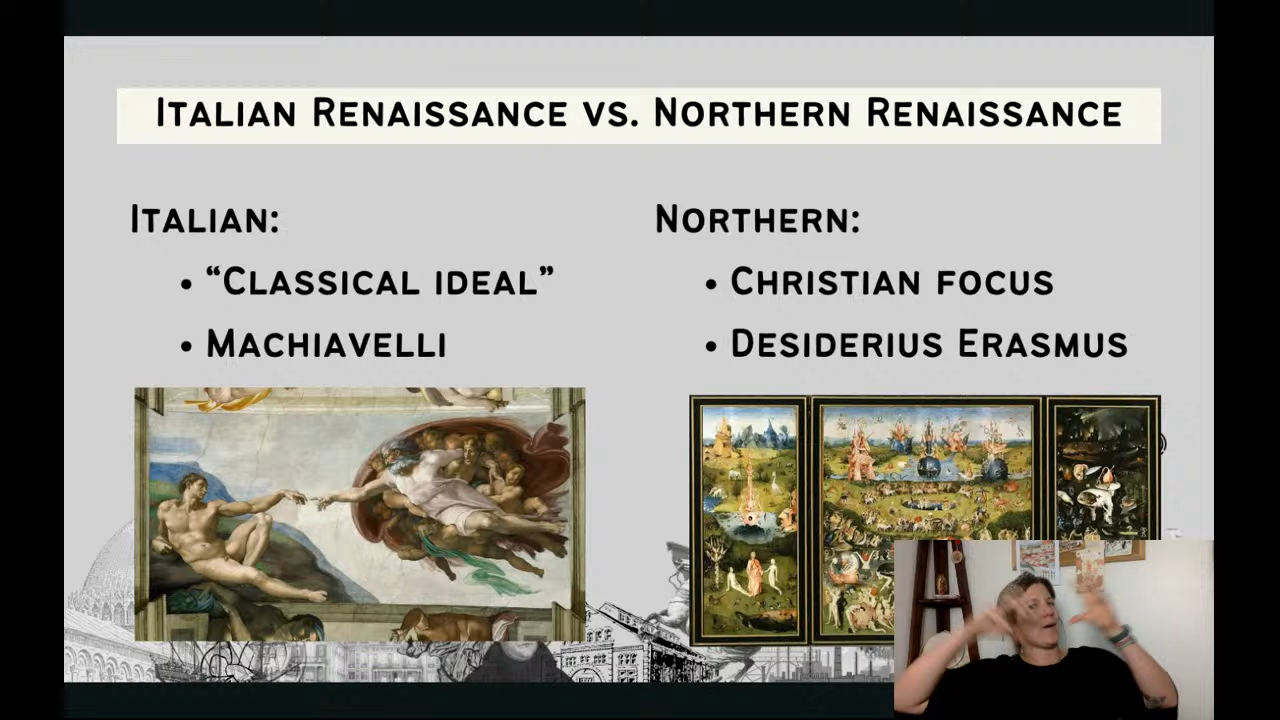 Italian Renaissance vs. Northern Renaissance
Italian:
• “Classical ideal”
• Machiavelli
Northern:
• Christian focus
• Desiderius Erasmus